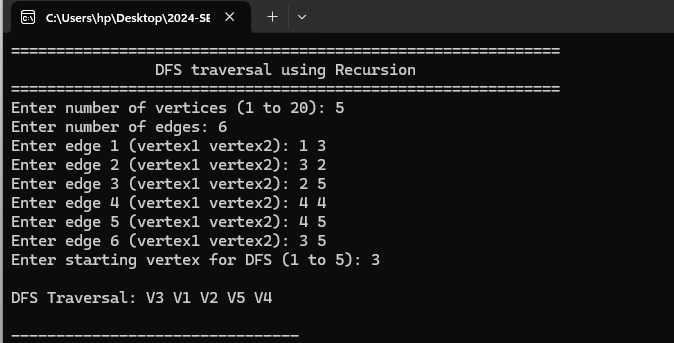 C:\Users\hp\Desktop\2024-SE
============================================================
DFS traversal using Recursion
============================================================
Enter number of vertices (1 to 20): 5
Enter number of edges: 6
Enter edge 1 (vertex1 vertex2): 1 3
Enter edge 2 (vertex1 vertex2): 3 2
Enter edge 3 (vertex1 vertex2): 2 5
Enter edge 4 (vertex1 vertex2): 4 4
Enter edge 5 (vertex1 vertex2): 4 5
Enter edge 6 (vertex1 vertex2): 3 5
Enter starting vertex for DFS (1 to 5): 3
DFS Traversal: V3 V1 V2 V5 V4
--------------------------------